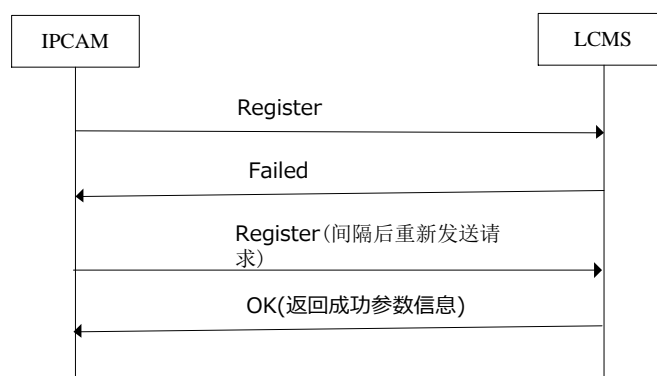 IPCAM
LCMS
Register
Failed
Register(间隔后重新发送请
求)
OK(返回成功参数信息)